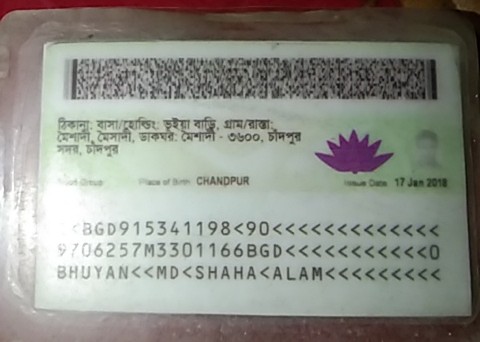 ঠিকানা: বাসা/হোল্ডিং: ভূইয়া বাড়ি, গ্রাম/রাস্তা:
মৈশাদী, মৈসাদী, ডাকঘর: মৈশাদী - ৩৬০০, চাঁদপুর
সদর, চাঁদপুর
Blood Group Place of Birth CHANDPUR Issue Date 17 Jan 2018
<BGD915341198<90<<<<<<<<<<<<<<<
9706257M3301166BGD<<<<<<<<<<<0
BHUYAN<<MD<SHAHA<ALAM<<<<<<<<<